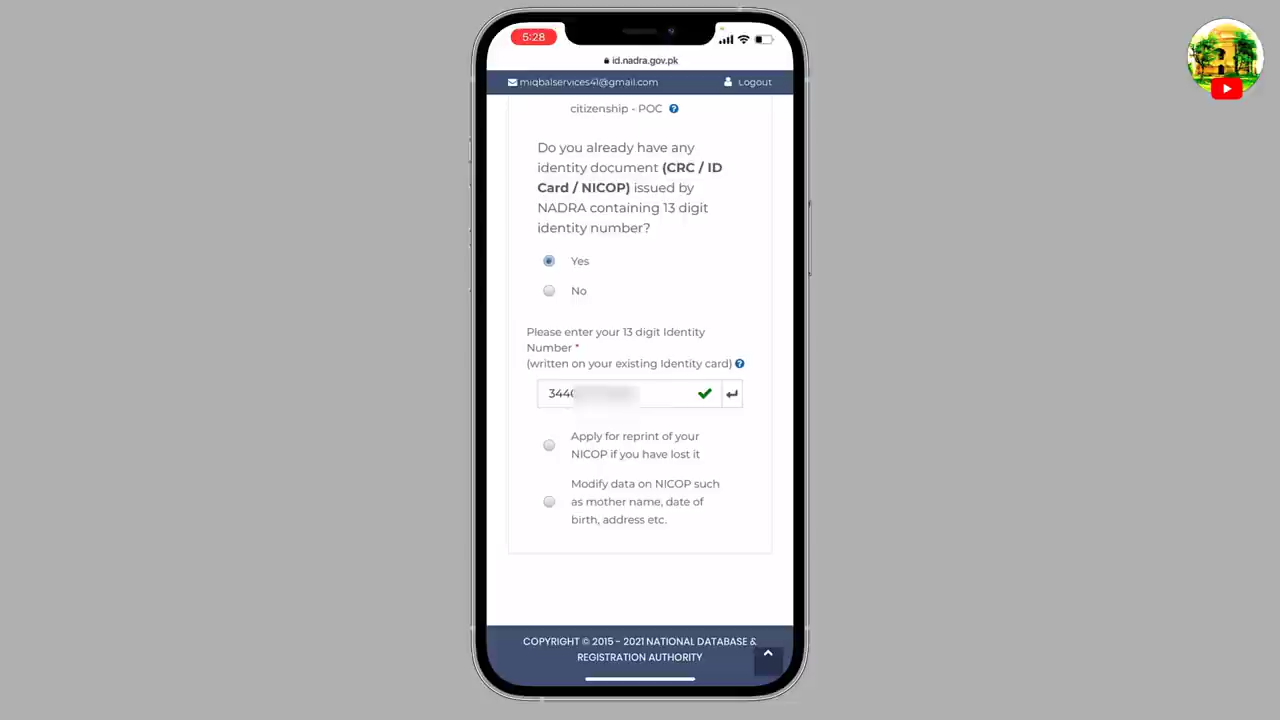 5:28
id.nadra.gov.pk
miqbalservices41@gmail.com
Logout
citizenship - POC
Do you already have any
identity document (CRC / ID
Card / NICOP) issued by
NADRA containing 13 digit
identity number?
Yes
No
Please enter your 13 digit Identity
Number *
(written on your existing Identity card)
Apply for reprint of your
NICOP if you have lost it
Modify data on NICOP such
as mother name, date of
birth, address etc.
COPYRIGHT © 2015 - 2021 NATIONAL DATABASE &
REGISTRATION AUTHORITY